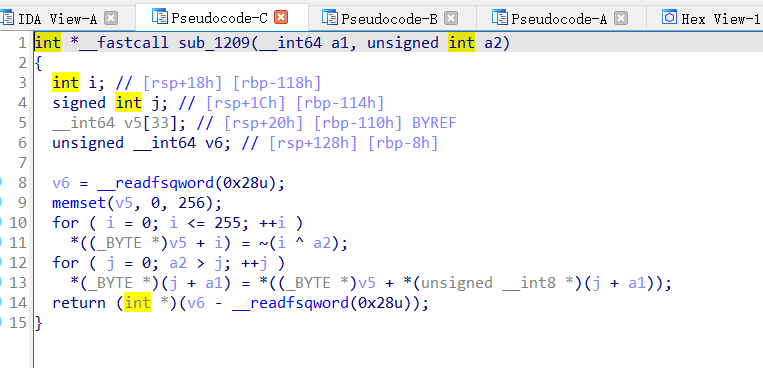 IDA View-A Pseudocode-C Pseudocode-B Pseudocode-A Hex View-1
1 int *__fastcall sub_1209(__int64 a1, unsigned int a2)
2 {
3 int i; // [rsp+18h] [rbp-118h]
4 signed int j; // [rsp+1Ch] [rbp-114h]
5 __int64 v5[33]; // [rsp+20h] [rbp-110h] BYREF
6 unsigned __int64 v6; // [rsp+128h] [rbp-8h]
7
8 v6 = __readfsqword(0x28u);
9 memset(v5, 0, 256);
10 for ( i = 0; i <= 255; ++i )
11 *((_BYTE *)v5 + i) = ~(i ^ a2);
12 for ( j = 0; a2 > j; ++j )
13 *(_BYTE *)(j + a1) = *((_BYTE *)v5 + *(unsigned __int8 *)(j + a1));
14 return (int *)(v6 - __readfsqword(0x28u));
15 }